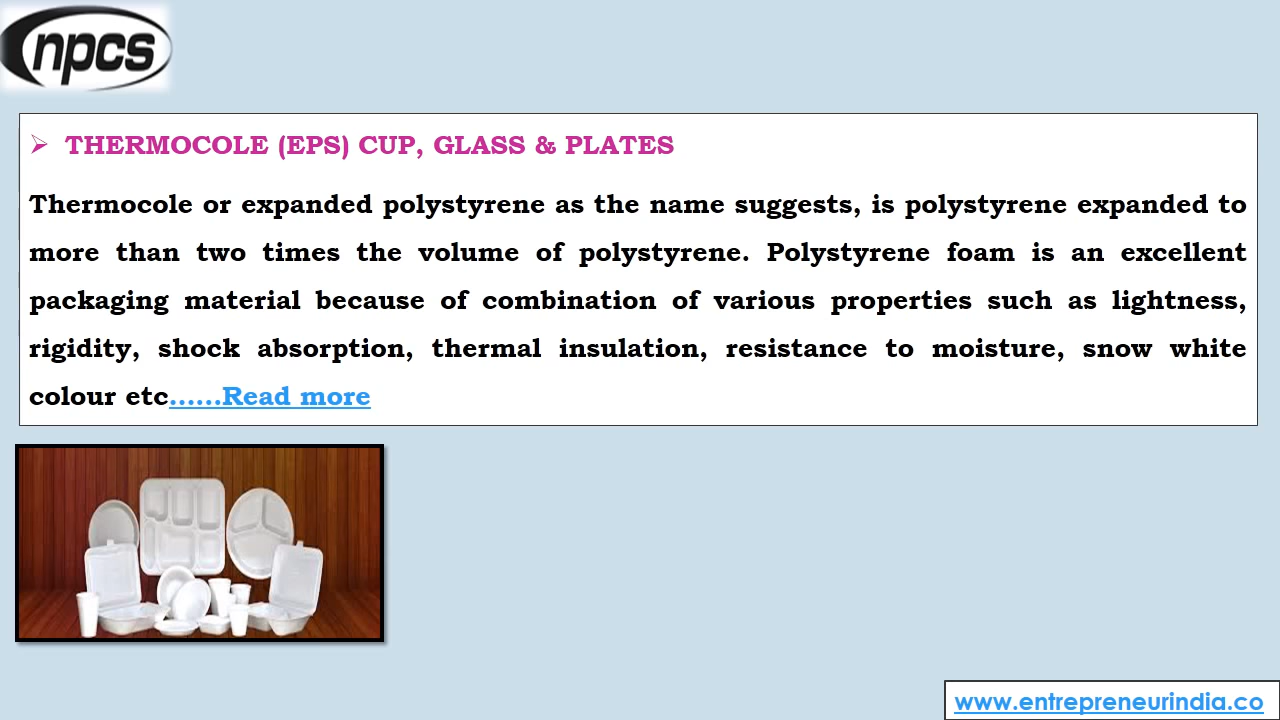 npcs
➢ THERMOCOLE (EPS) CUP, GLASS & PLATES
Thermocole or expanded polystyrene as the name suggests, is polystyrene expanded to
more than two times the volume of polystyrene. Polystyrene foam is an excellent
packaging material because of combination of various properties such as lightness,
rigidity, shock absorption, thermal insulation, resistance to moisture, snow white
colour etc......Read more
www.entrepreneurindia.co